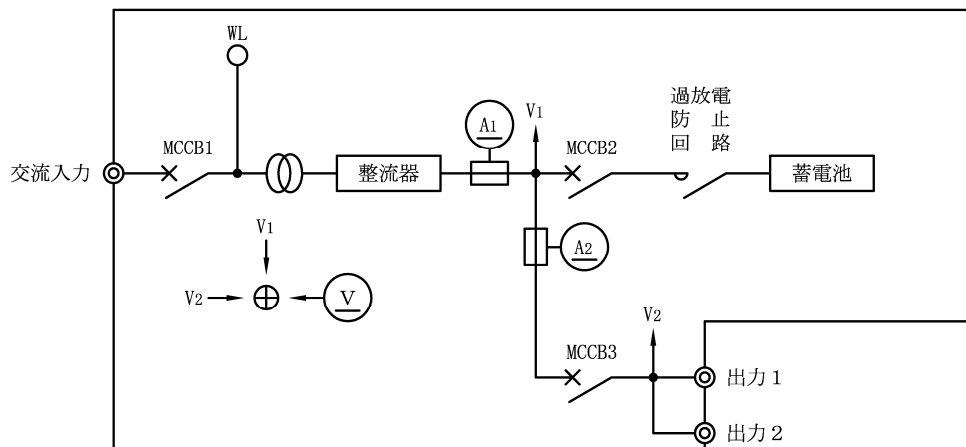 WL
A1
V1
過放電
防止
回路
MCCB1
MCCB2
交流入力
整流器
蓄電池
V1
A2
V2
V
V2
MCCB3
出力1
出力2